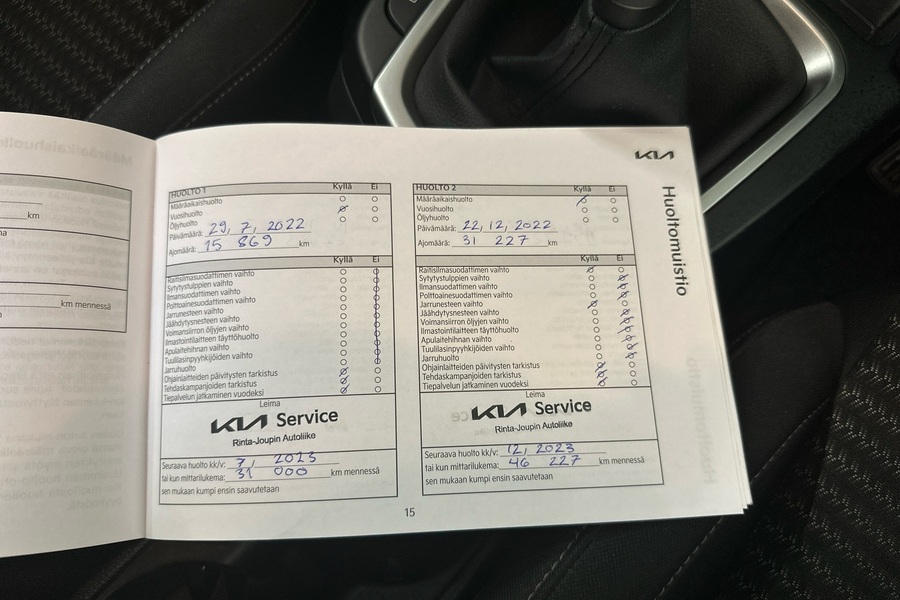 km
km mennessä
HUOLTO 1 Kyllä Ei
Määräaikaishuolto
Vuosihuolto
Öljyhuolto
Päivämäärä: 29, 7, 2022
Ajomäärä: 15 869 km
Kyllä Ei
Raitisilmasuodattimen vaihto
Sytytystulppien vaihto
Ilmansuodattimen vaihto
Polttoainesuodattimen vaihto
Jarrunesteen vaihto
Jäähdytysnesteen vaihto
Voimansiirron öljyjen vaihto
Ilmastointilaitteen täyttöhuolto
Apulaitehihnan vaihto
Tuulilasinpyyhkijöiden vaihto
Jarruhuolto
Ohjainlaitteiden päivitysten tarkistus
Tehdaskampanjoiden tarkistus
Tiepalvelun jatkaminen vuodeksi
Leima
KIA Service
Rinta-Joupin Autoliike
Seuraava huolto kk/v: 7, 2023
tai kun mittarilukema: 31 000 km mennessä
sen mukaan kumpi ensin saavutetaan
HUOLTO 2 Kyllä Ei
Määräaikaishuolto
Vuosihuolto
Öljyhuolto
Päivämäärä: 22, 12, 2022
Ajomäärä: 31 227 km
Kyllä Ei
Raitisilmasuodattimen vaihto
Sytytystulppien vaihto
Ilmansuodattimen vaihto
Polttoainesuodattimen vaihto
Jarrunesteen vaihto
Jäähdytysnesteen vaihto
Voimansiirron öljyjen vaihto
Ilmastointilaitteen täyttöhuolto
Apulaitehihnan vaihto
Tuulilasinpyyhkijöiden vaihto
Jarruhuolto
Ohjainlaitteiden päivitysten tarkistus
Tehdaskampanjoiden tarkistus
Tiepalvelun jatkaminen vuodeksi
Leima
KIA Service
Rinta-Joupin Autoliike
Seuraava huolto kk/v: 12, 2023
tai kun mittarilukema: 46 227 km mennessä
sen mukaan kumpi ensin saavutetaan
KIA
Huoltomuistio
15